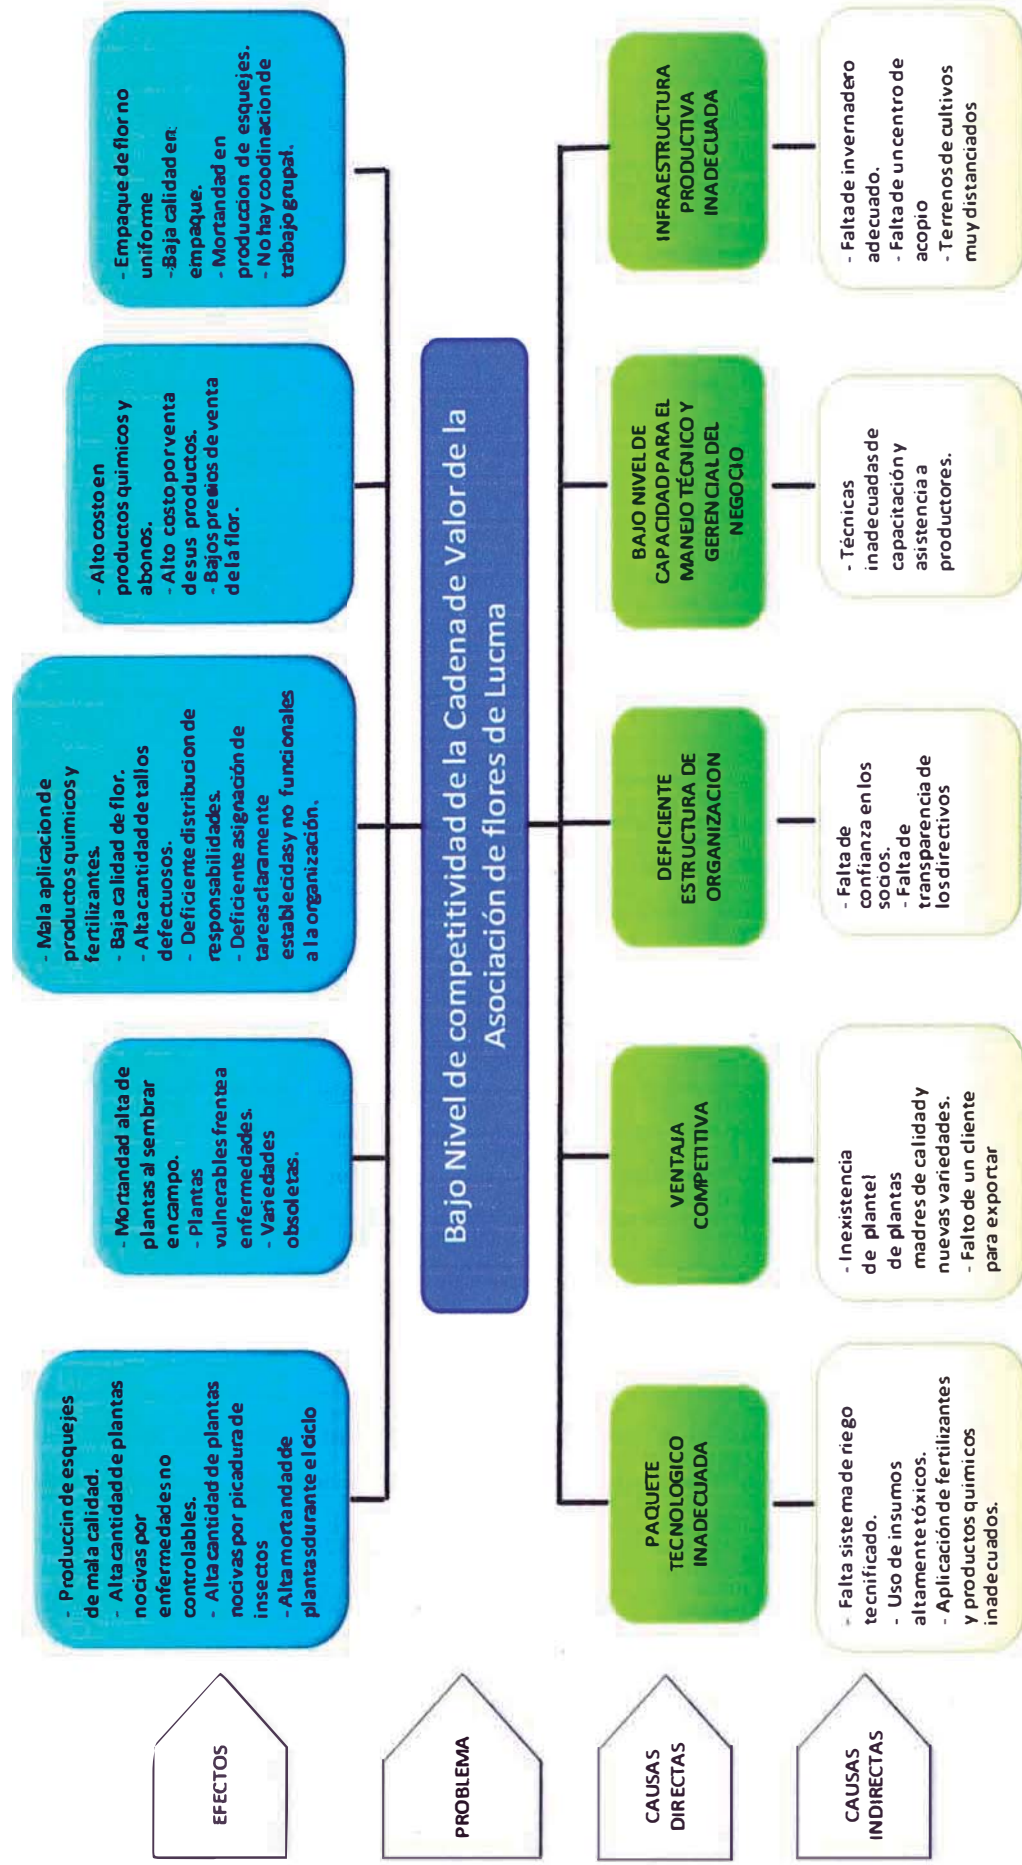 EFECTOS
- Produccin de esquejes
de mala calidad.
- Alta cantidad de plantas
nocivas por
enfermedades no
controlables.
- Alta cantidad de plantas
nocivas por picadura de
insectos
- Alta mortandad de
plantas durante el ciclo
- Mortandad alta de
plantas al sembrar
en campo.
- Plantas
vulnerables frente a
enfermedades.
- Variedades
obsoletas.
- Mala aplicacion de
productos quimicos y
fertilizantes.
- Baja calidad de flor.
- Alta cantidad de tallos
defectuosos.
- Deficiente distribucion de
responsabilidades.
- Deficiente asignación de
tareas claramente
establecidas y no funcionales
a la organización.
- Alto costo en
productos quimicos y
abonos.
- Alto costo por venta
de sus productos.
- Bajos precios de venta
de la flor.
- Empaque de flor no
uniforme
- Baja calidad en
empaque.
- Mortandad en
produccion de esquejes.
- No hay coodinacion de
trabajo grupal.
PROBLEMA
Bajo Nivel de competitividad de la Cadena de Valor de la
Asociación de flores de Lucma
CAUSAS
DIRECTAS
PAQUETE
TECNOLOGICO
INADECUADA
VENTAJA
COMPETITIVA
DEFICIENTE
ESTRUCTURA DE
ORGANIZACION
BAJO NIVEL DE
CAPACIDAD PARA EL
MANEJO TÉCNICO Y
GERENCIAL DEL
NEGOCIO
INFRAESTRUCTURA
PRODUCTIVA
INADECUADA
CAUSAS
INDIRECTAS
- Falta sistema de riego
tecnificado.
- Uso de insumos
altamente tóxicos.
- Aplicación de fertilizantes
y productos quimicos
inadecuados.
- Inexistencia
de plantel
de plantas
madres de calidad y
nuevas variedades.
- Falto de un cliente
para exportar
- Falta de
confianza en los
socios.
- Falta de
transparencia de
los directivos
- Técnicas
inadecuadas de
capacitación y
asistencia a
productores.
- Falta de invernadero
adecuado.
- Falta de un centro de
acopio
- Terrenos de cultivos
muy distanciados